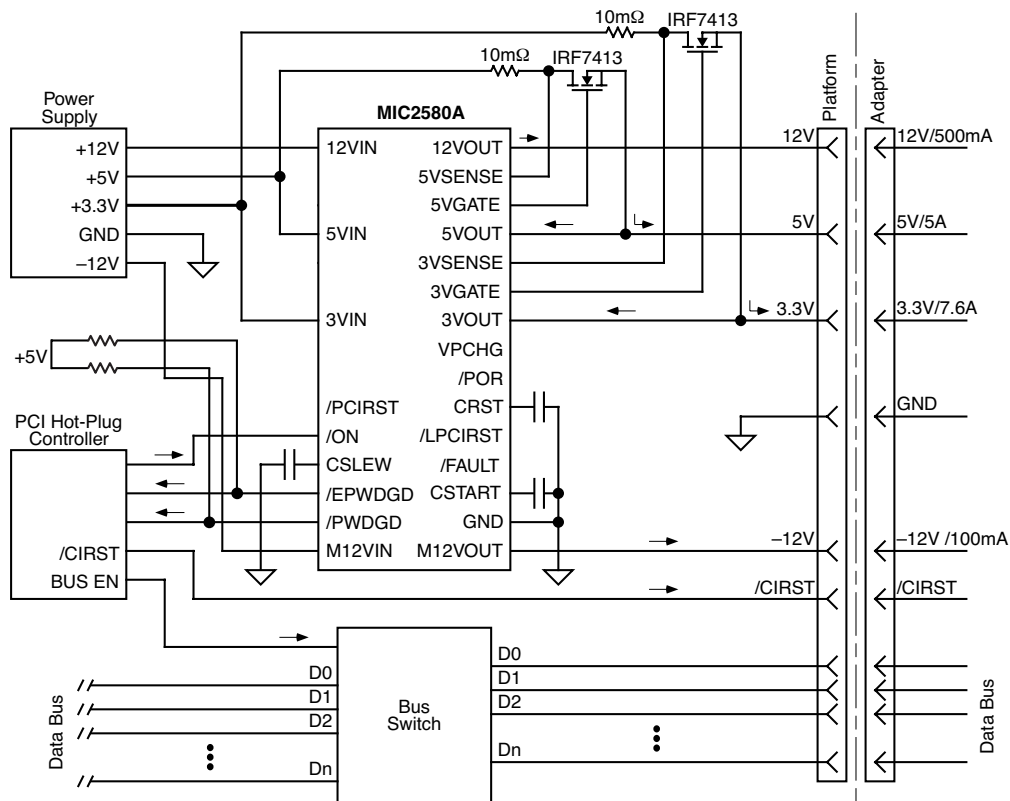 10mΩ
IRF7413
10mΩ
IRF7413
MIC2580A
Power
Supply
+12V
+5V
+3.3V
GND
–12V
12VIN
5VIN
3VIN
/PCIRST
/ON
CSLEW
/EPWDGD
/PWDGD
M12VIN
12VOUT
5VSENSE
5VGATE
5VOUT
3VSENSE
3VGATE
3VOUT
VPCHG
/POR
CRST
/LPCIRST
/FAULT
CSTART
GND
M12VOUT
+5V
PCI Hot-Plug
Controller
/CIRST
BUS EN
Platform
Adapter
12V
12V/500mA
5V
5V/5A
3.3V
3.3V/7.6A
GND
–12V
–12V /100mA
/CIRST
/CIRST
Data Bus
D0
D1
D2
Dn
Bus
Switch
D0
D1
D2
Dn
Data Bus